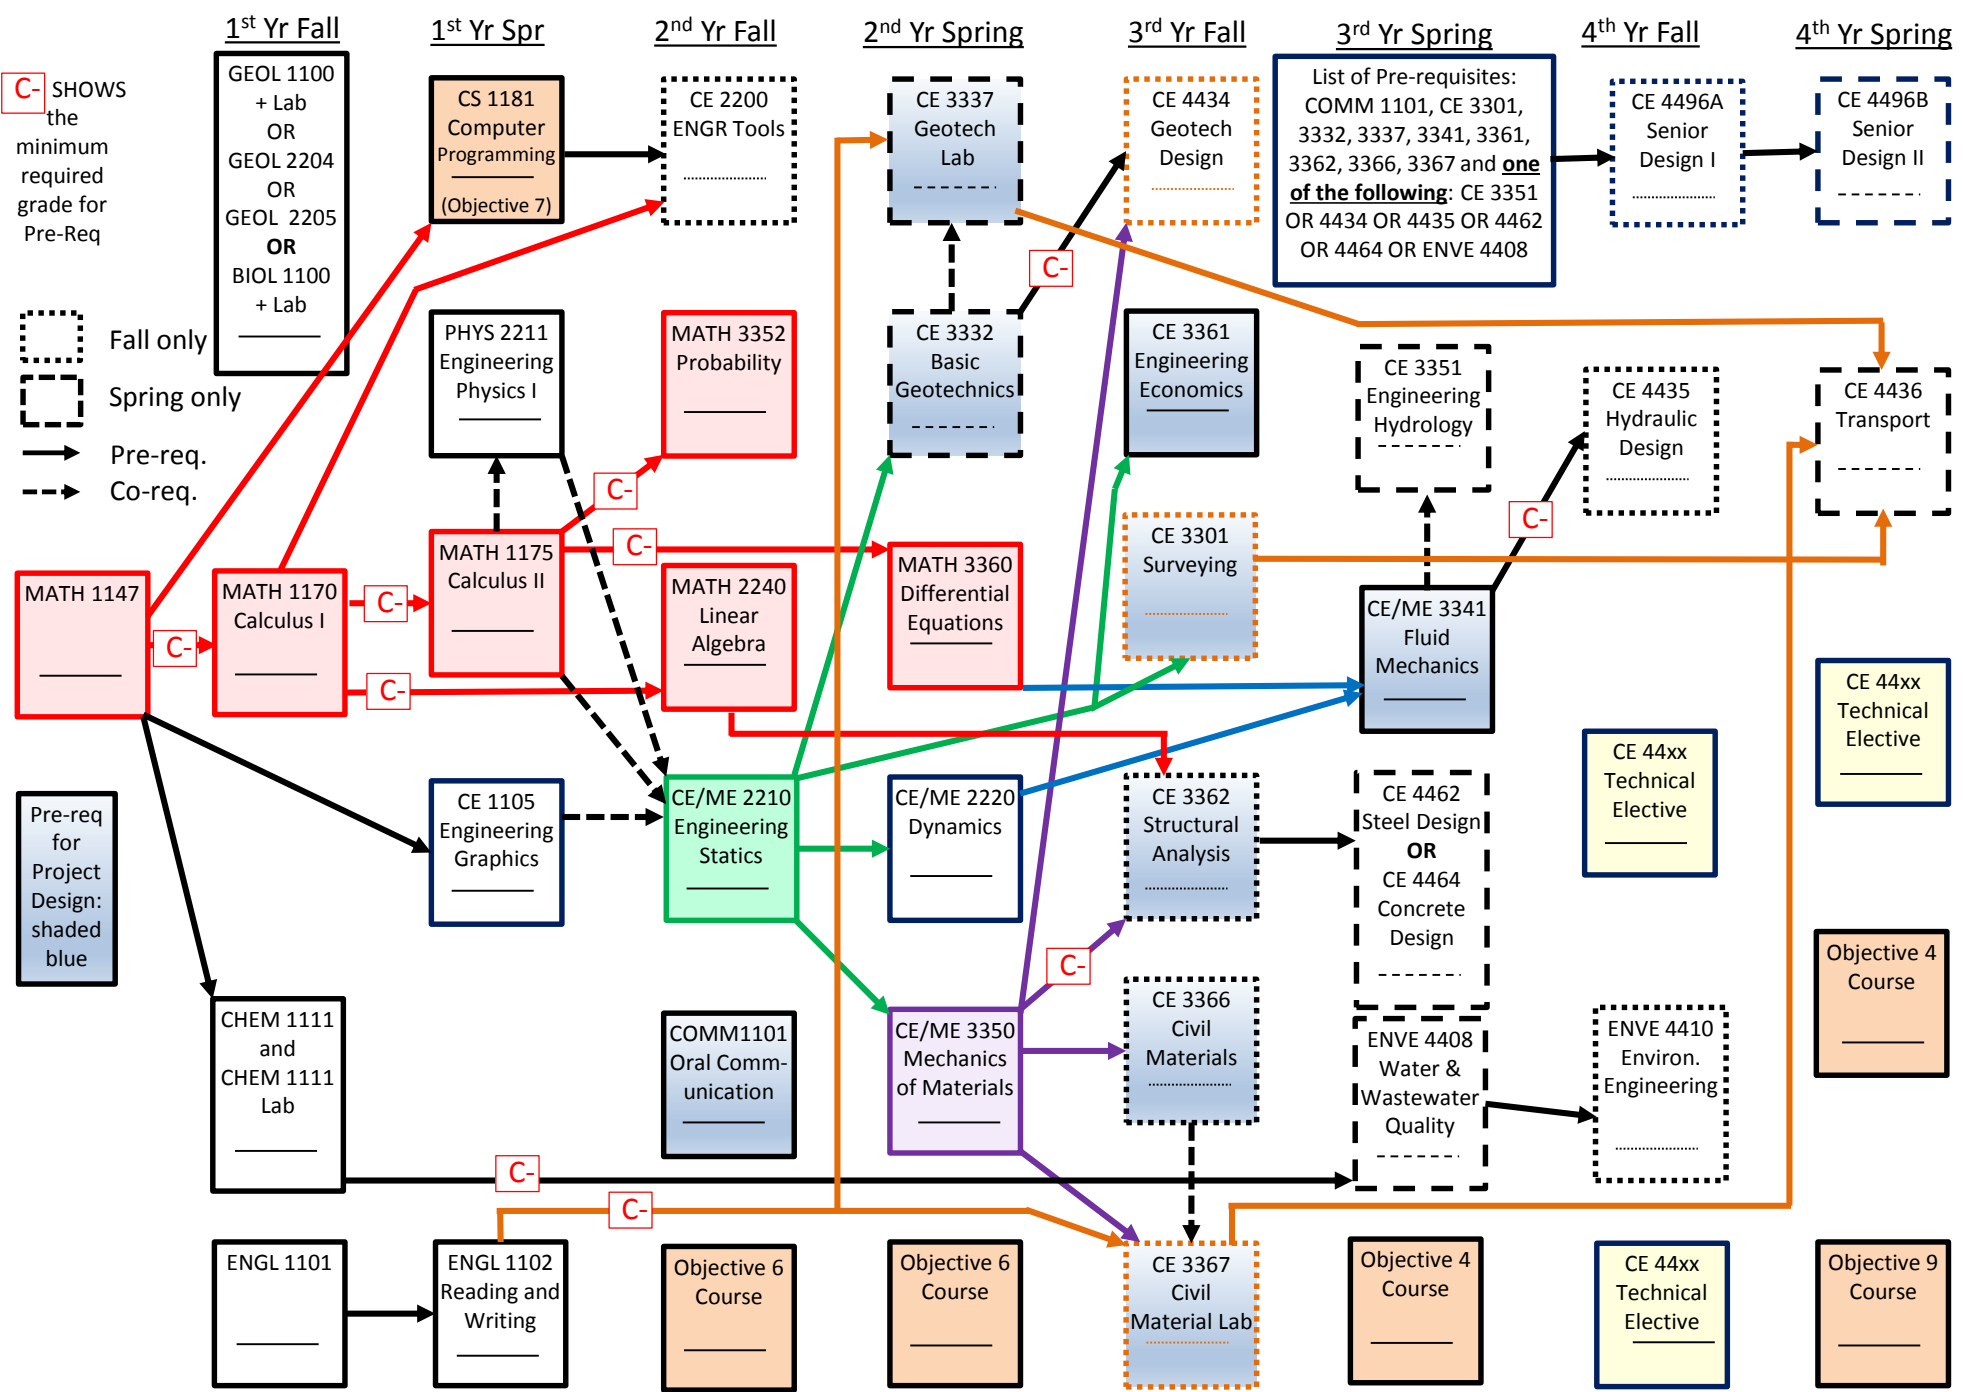 1st Yr Fall
1st Yr Spr
2nd Yr Fall
2nd Yr Spring
3rd Yr Fall
3rd Yr Spring
4th Yr Fall
4th Yr Spring
C- SHOWS
the
minimum
required
grade for
Pre-Req
Fall only
Spring only
Pre-req.
Co-req.
MATH 1147
Pre-req
for
Project
Design:
shaded
blue
GEOL 1100
+ Lab
OR
GEOL 2204
OR
GEOL 2205
OR
BIOL 1100
+ Lab
C-
MATH 1170
Calculus I
C-
C-
CHEM 1111
and
CHEM 1111
Lab
ENGL 1101
CS 1181
Computer
Programming
(Objective 7)
PHYS 2211
Engineering
Physics I
MATH 1175
Calculus II
C-
C-
CE 1105
Engineering
Graphics
C-
ENGL 1102
Reading and
Writing
C-
CE 2200
ENGR Tools
MATH 3352
Probability
MATH 2240
Linear
Algebra
CE/ME 2210
Engineering
Statics
COMM1101
Oral Comm-
unication
Objective 6
Course
CE 3337
Geotech
Lab
CE 3332
Basic
Geotechnics
C-
MATH 3360
Differential
Equations
CE/ME 2220
Dynamics
CE/ME 3350
Mechanics
of Materials
C-
Objective 6
Course
CE 4434
Geotech
Design
CE 3361
Engineering
Economics
CE 3301
Surveying
CE 3362
Structural
Analysis
CE 3366
Civil
Materials
CE 3367
Civil
Material Lab
List of Pre-requisites:
COMM 1101, CE 3301,
3332, 3337, 3341, 3361,
3362, 3366, 3367 and one
of the following: CE 3351
OR 4434 OR 4435 OR 4462
OR 4464 OR ENVE 4408
CE 3351
Engineering
Hydrology
C-
CE/ME 3341
Fluid
Mechanics
CE 4462
Steel Design
OR
CE 4464
Concrete
Design
ENVE 4408
Water &
Wastewater
Quality
Objective 4
Course
CE 4496A
Senior
Design I
CE 4435
Hydraulic
Design
CE 44xx
Technical
Elective
ENVE 4410
Environ.
Engineering
CE 44xx
Technical
Elective
CE 4496B
Senior
Design II
CE 4436
Transport
CE 44xx
Technical
Elective
Objective 4
Course
Objective 9
Course